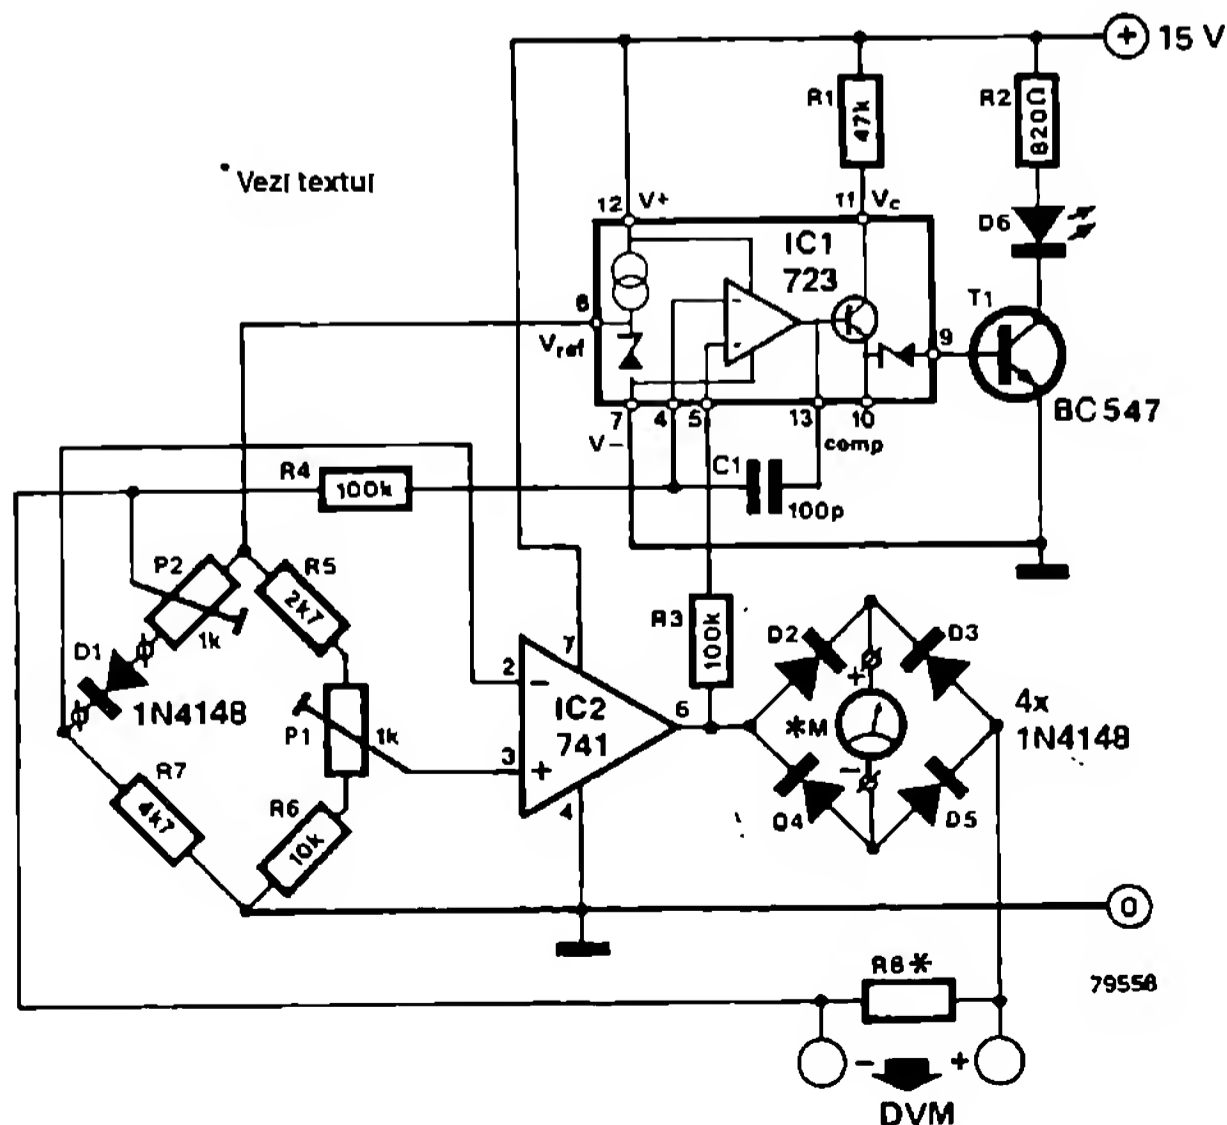 15 V
+
R1
47k
R2
820Ω
* Vezi textul
12 V+
11 Vc
D6
IC1
723
T1
6
Vref
9
BC 547
7
V–
4
5
13
comp
10
C1
100p
R4
100k
P2
1k
R5
2k7
D1
1N4148
P1
1k
R3
100k
R7
4k7
R6
10k
2
–
3
+
7
IC2
741
6
4
D2
D3
+
*M
–
D4
D5
4x
1N4148
0
R8*
79558
– +
DVM